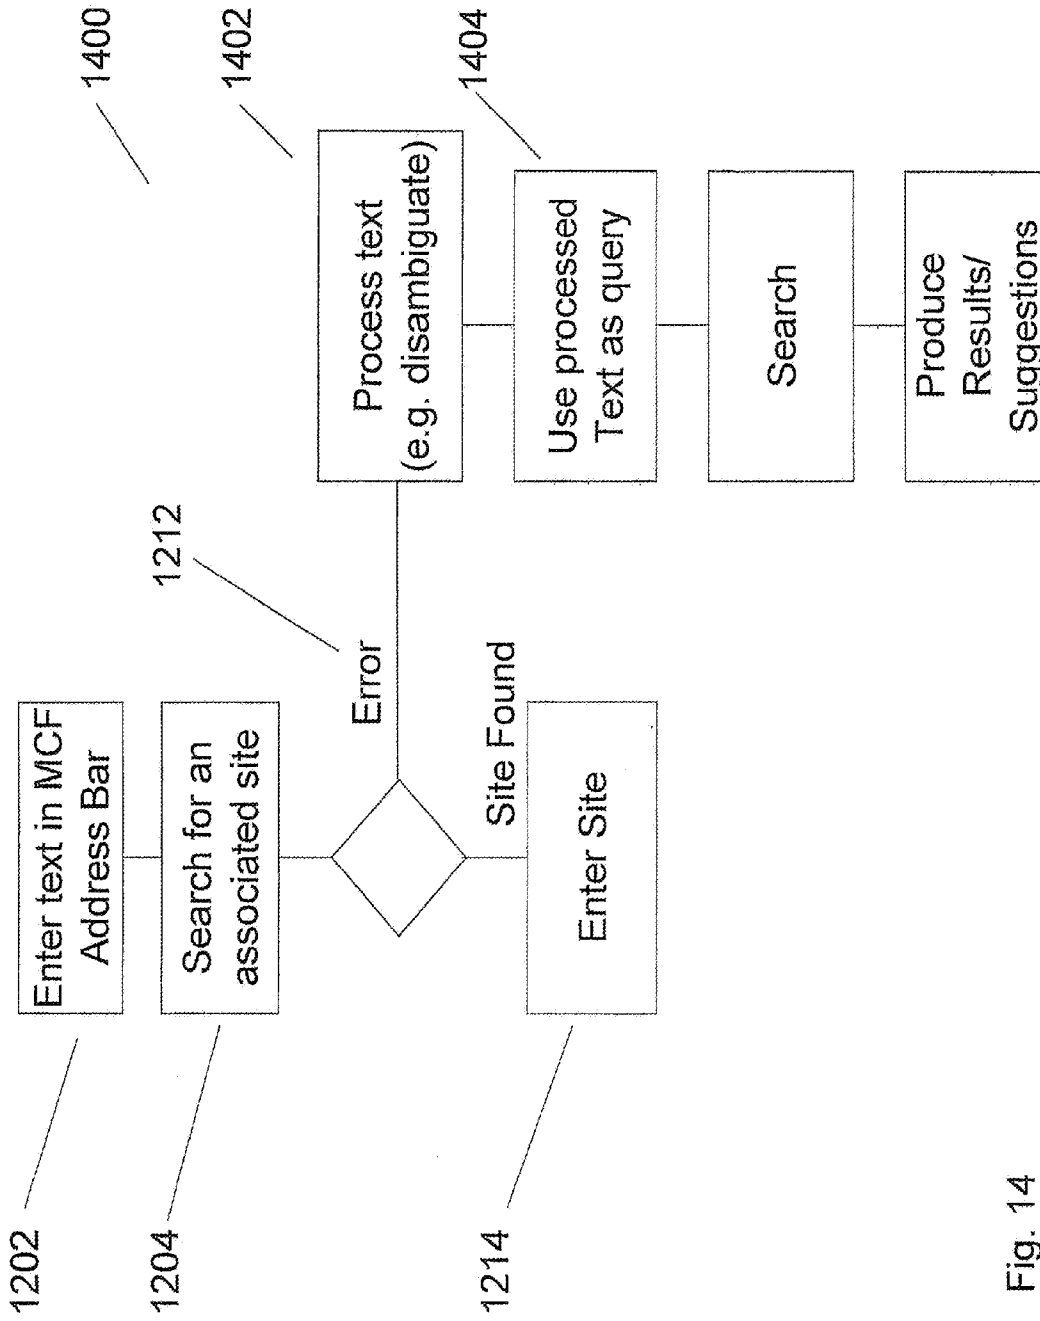 1400
1202
Enter text in MCF
Address Bar
1204
Search for an
associated site
1212
Error
1402
Process text
(e.g. disambiguate)
1404
Use processed
Text as query
Search
Produce
Results/
Suggestions
Site Found
1214
Enter Site
Fig. 14